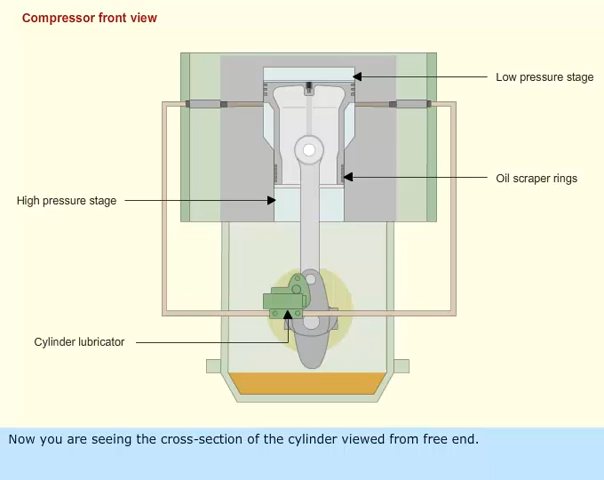 Compressor front view
Low pressure stage
Oil scraper rings
High pressure stage
Cylinder lubricator
Now you are seeing the cross-section of the cylinder viewed from free end.